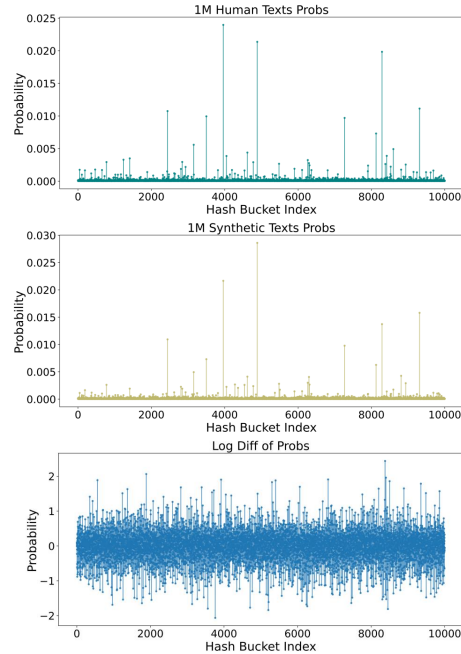 1M Human Texts Probs
0.025
0.020
0.015
0.010
0.005
0.000
Probability
0 2000 4000 6000 8000 10000
Hash Bucket Index
1M Synthetic Texts Probs
0.030
0.025
0.020
0.015
0.010
0.005
0.000
Probability
0 2000 4000 6000 8000 10000
Hash Bucket Index
Log Diff of Probs
2
1
0
−1
−2
Probability
0 2000 4000 6000 8000 10000
Hash Bucket Index